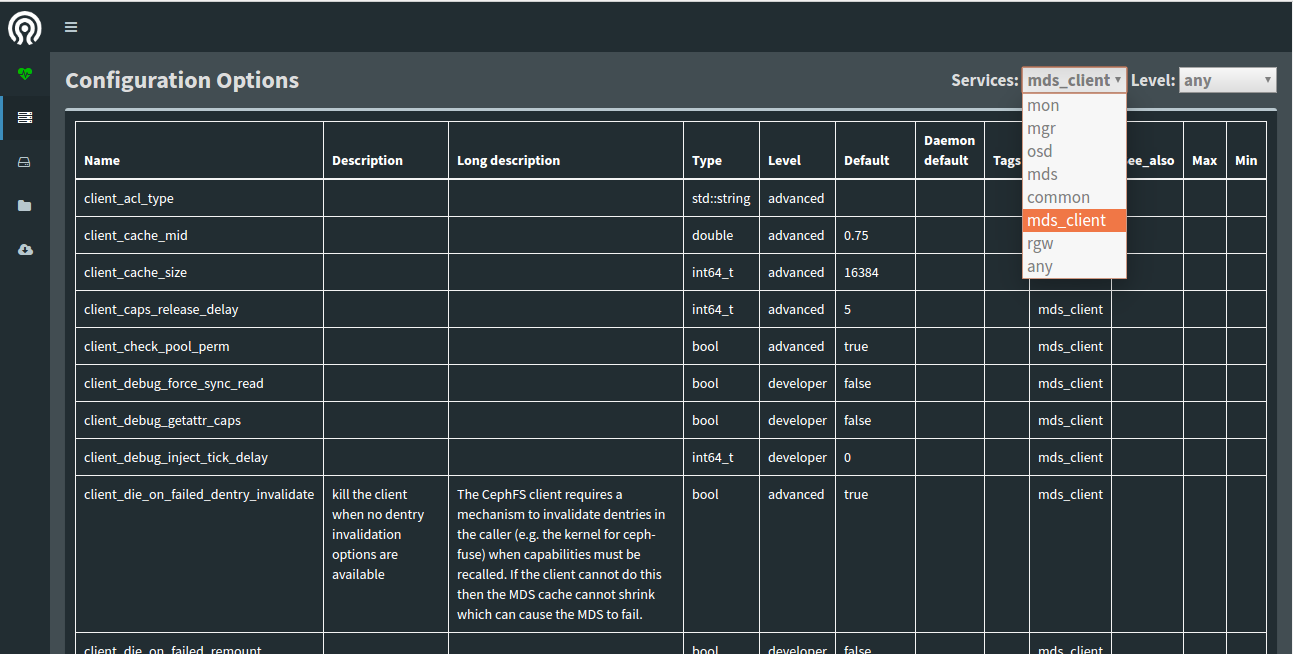 Configuration Options Services: mds_client Level: any
mon
mgr
osd
mds
common
mds_client
rgw
any
Name Description Long description Type Level Default Daemon default Tags ee_also Max Min
client_acl_type std::string advanced
client_cache_mid double advanced 0.75
client_cache_size int64_t advanced 16384
client_caps_release_delay int64_t advanced 5 mds_client
client_check_pool_perm bool advanced true mds_client
client_debug_force_sync_read bool developer false mds_client
client_debug_getattr_caps bool developer false mds_client
client_debug_inject_tick_delay int64_t developer 0 mds_client
client_die_on_failed_dentry_invalidate kill the client The CephFS client requires a bool advanced true mds_client
when no dentry mechanism to invalidate dentries in
invalidation the caller (e.g. the kernel for ceph-
options are fuse) when capabilities must be
available recalled. If the client cannot do this
then the MDS cache cannot shrink
which can cause the MDS to fail.
client_die_on_failed_remount bool developer false mds_client